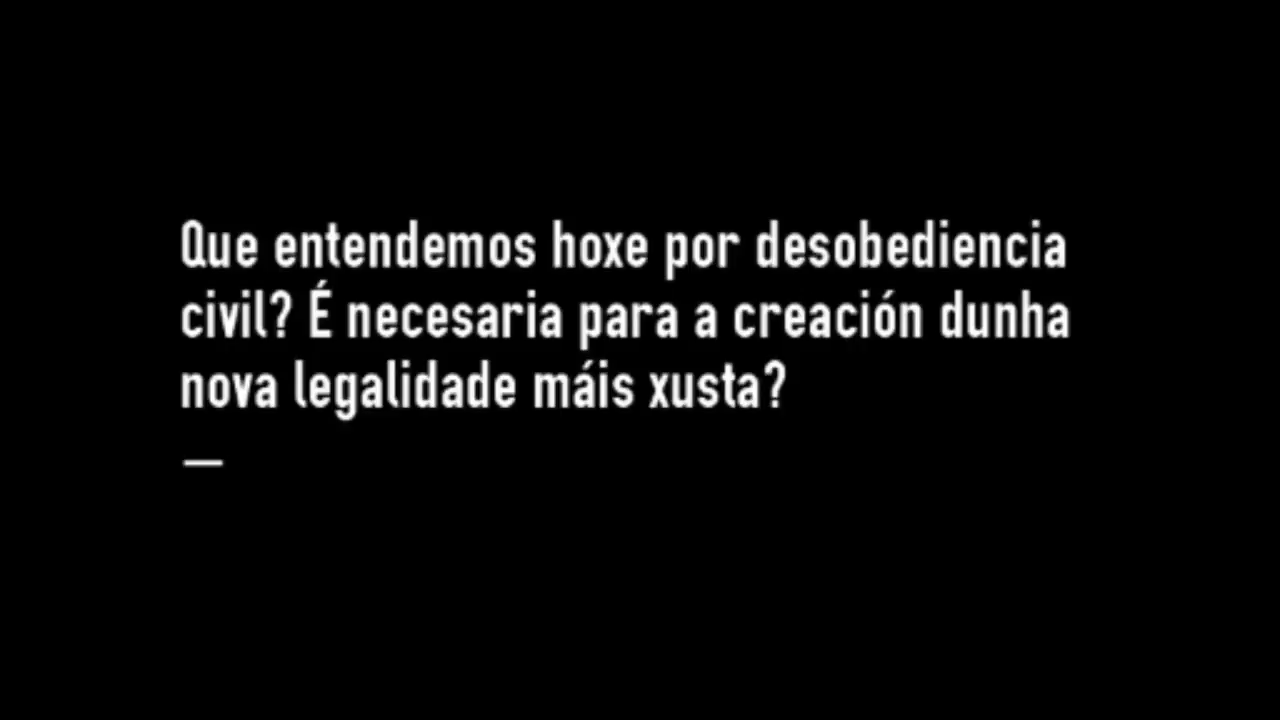 Que entendemos hoxe por desobediencia
civil? É necesaria para a creación dunha
nova legalidade máis xusta?
—